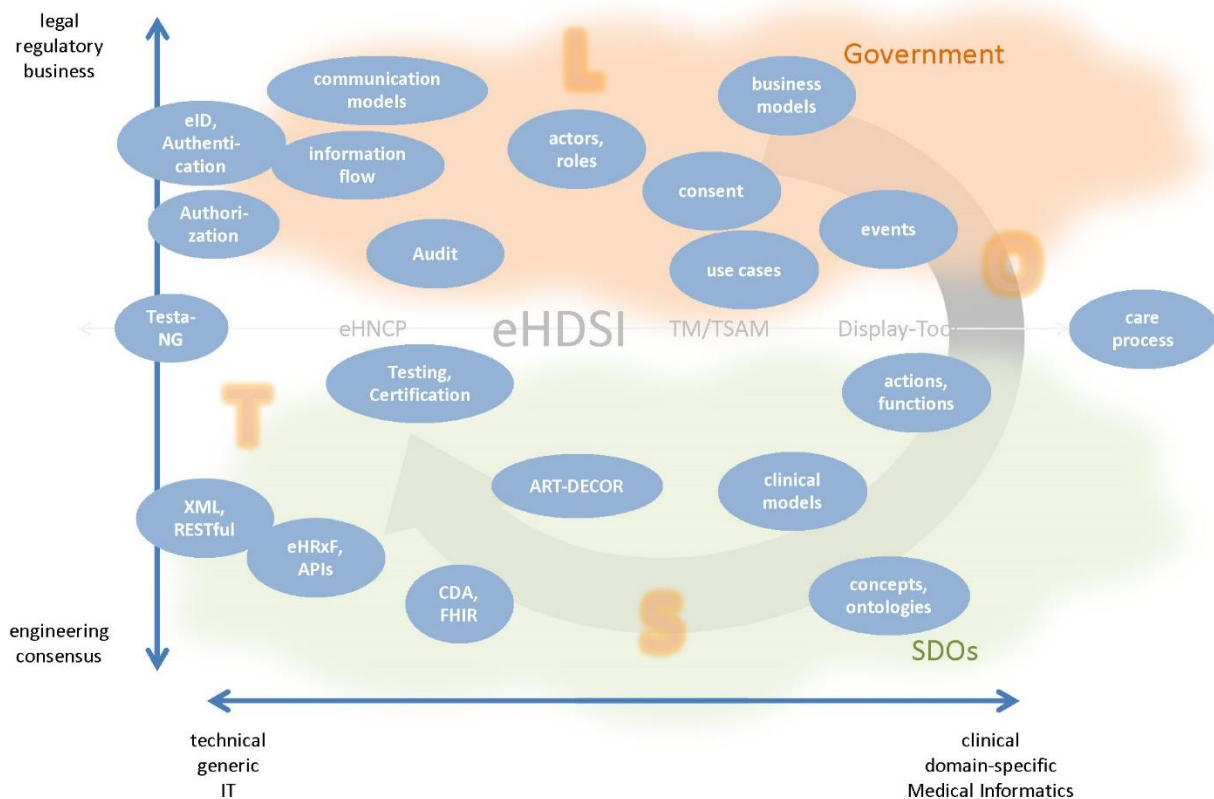 legal
regulatory
business
L
Government
communication
models
business
models
eID,
Authenti-
cation
actors,
roles
information
flow
consent
Authori-
zation
events
Audit
use cases
O
Testa-
NG
eHNCP
eHDSI
TM/TSAM
Display-Tool
care
process
Testing,
Certification
actions,
functions
T
ART-DECOR
clinical
models
XML,
RESTful
eHRxF,
APIs
CDA,
FHIR
concepts,
ontologies
S
engineering
consensus
SDOs
technical
generic
IT
clinical
domain-specific
Medical Informatics